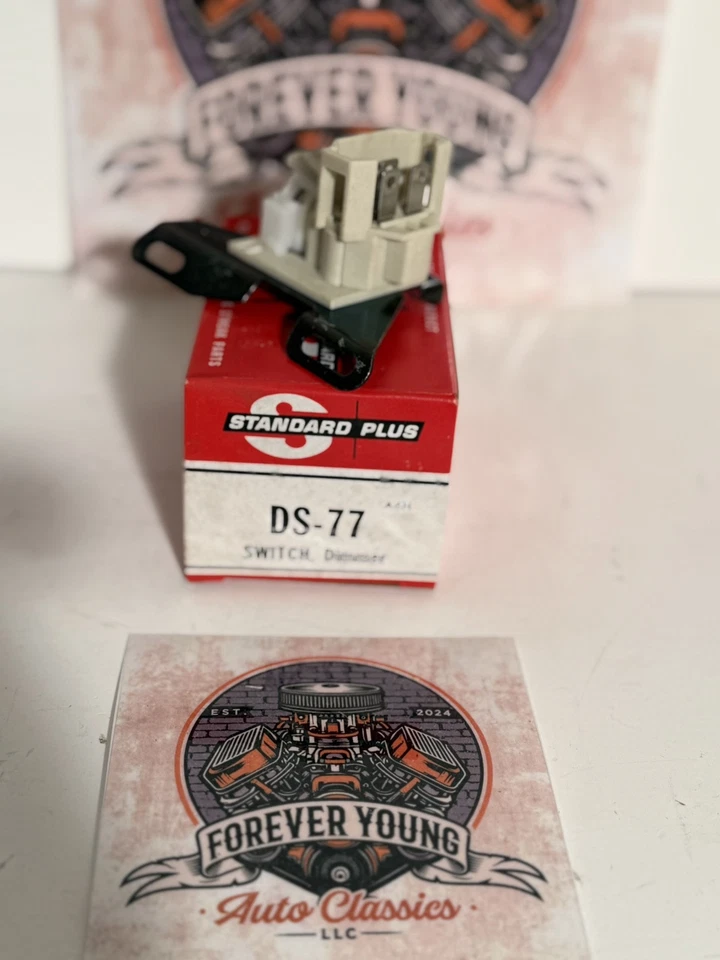 FOREVER YOUNG
STANDARD PLUS
DS-77
SWITCH, Dimmer
EST. 2024
FOREVER YOUNG
Auto Classics
LLC